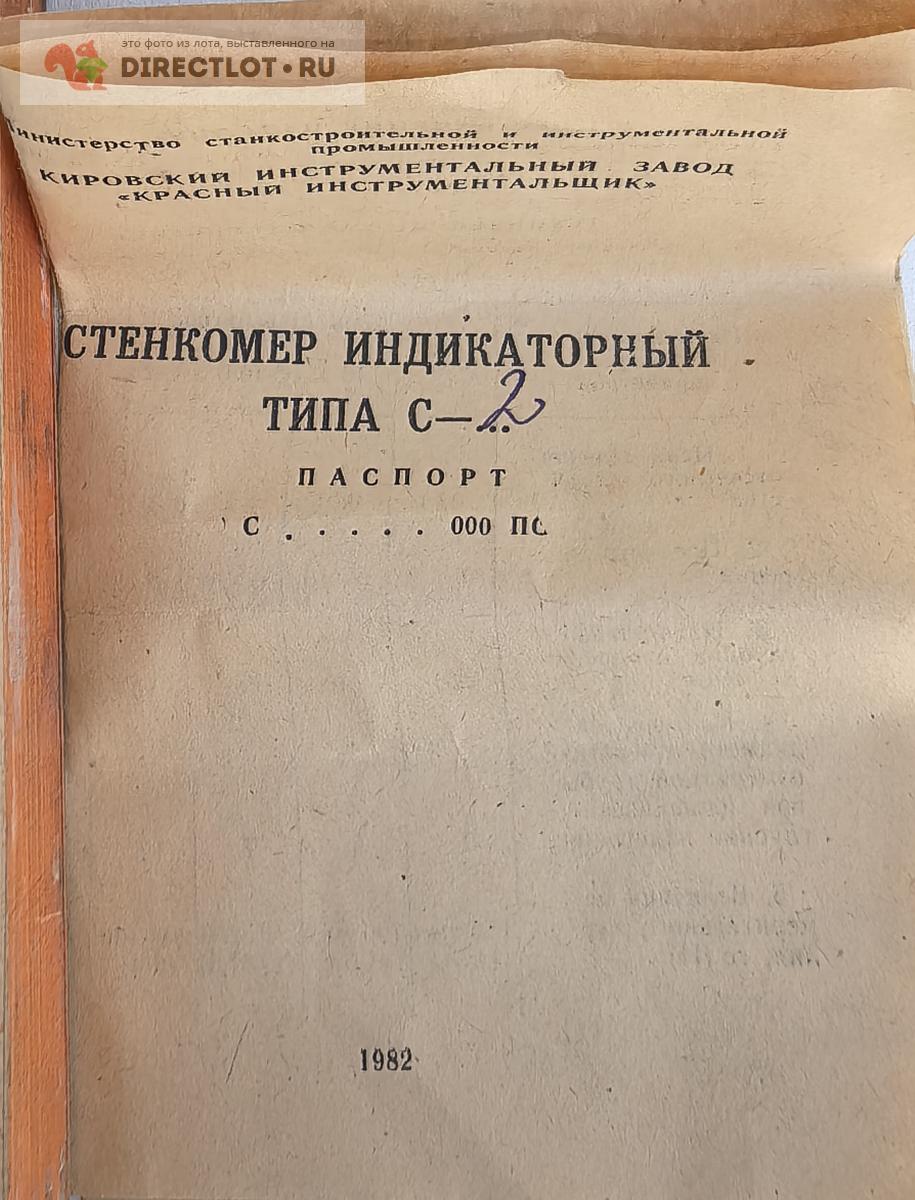 это фото из лота, выставленного на
DIRECTLOT•RU
министерство станкостроительной и инструментальной
промышленности
КИРОВСКИЙ ИНСТРУМЕНТАЛЬНЫЙ ЗАВОД
«КРАСНЫЙ ИНСТРУМЕНТАЛЬЩИК»
СТЕНКОМЕР ИНДИКАТОРНЫЙ
ТИПА С—2
ПАСПОРТ
С . . . . . 000 ПС
1982